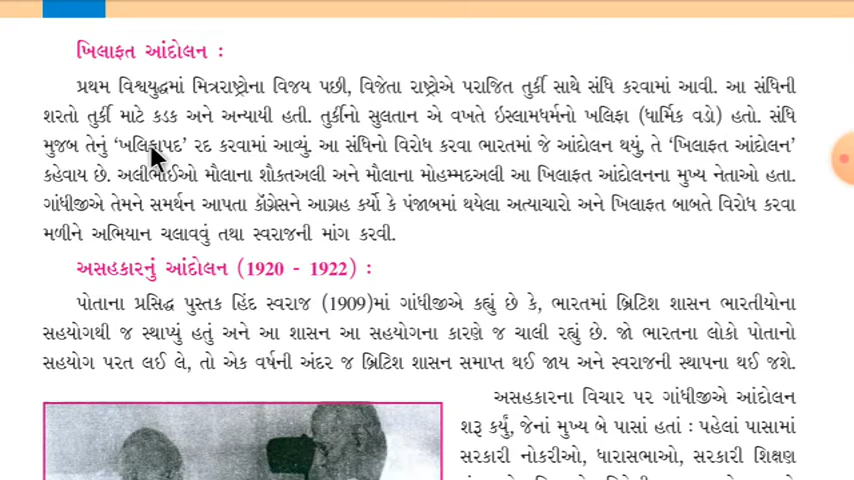 ખિલાફત આંદોલન :
પ્રથમ વિશ્વયુદ્ધમાં મિત્રરાષ્ટ્રોના વિજય પછી, વિજેતા રાષ્ટ્રોએ પરાજિત તુર્કી સાથે સંધિ કરવામાં આવી. આ સંધિની
શરતો તુર્કી માટે કડક અને અન્યાયી હતી. તુર્કીનો સુલતાન એ વખતે ઇસ્લામધર્મનો ખલિફા (ધાર્મિક વડો) હતો. સંધિ
મુજબ તેનું ‘ખલિફાપદ’ રદ કરવામાં આવ્યું. આ સંધિનો વિરોધ કરવા ભારતમાં જે આંદોલન થયું, તે ‘ખિલાફત આંદોલન’
કહેવાય છે. અલીભાઈઓ મૌલાના શૌકતઅલી અને મૌલાના મોહમ્મદઅલી આ ખિલાફત આંદોલનના મુખ્ય નેતાઓ હતા.
ગાંધીજીએ તેમને સમર્થન આપતા કૉંગ્રેસને આગ્રહ કર્યો કે પંજાબમાં થયેલા અત્યાચારો અને ખિલાફત બાબતે વિરોધ કરવા
મળીને અભિયાન ચલાવવું તથા સ્વરાજની માંગ કરવી.
અસહકારનું આંદોલન (1920 - 1922) :
પોતાના પ્રસિદ્ધ પુસ્તક હિંદ સ્વરાજ (1909)માં ગાંધીજીએ કહ્યું છે કે, ભારતમાં બ્રિટિશ શાસન ભારતીયોના
સહયોગથી જ સ્થાપ્યું હતું અને આ શાસન આ સહયોગના કારણે જ ચાલી રહ્યું છે. જો ભારતના લોકો પોતાનો
સહયોગ પરત લઈ લે, તો એક વર્ષની અંદર જ બ્રિટિશ શાસન સમાપ્ત થઈ જાય અને સ્વરાજની સ્થાપના થઈ જશે.
અસહકારના વિચાર પર ગાંધીજીએ આંદોલન
શરૂ કર્યું, જેનાં મુખ્ય બે પાસાં હતાં : પહેલાં પાસામાં
સરકારી નોકરીઓ, ધારાસભાઓ, સરકારી શિક્ષણ